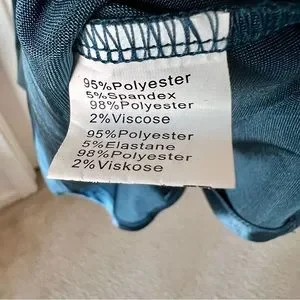 95%Polyester
5%Spandex
98%Polyester
2%Viscose
95%Polyester
5%Elastane
98%Polyester
2%Viskose